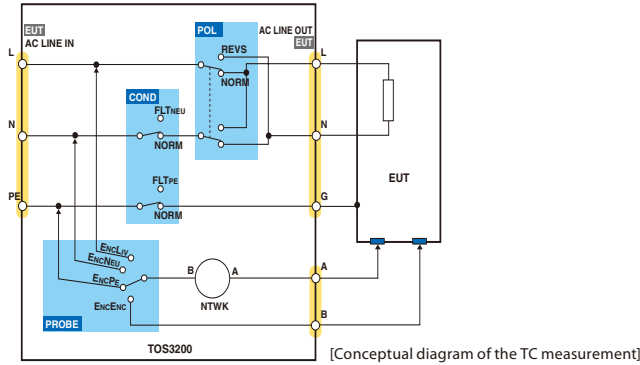 EUT
AC LINE IN
POL
AC LINE OUT
EUT
L
REVS
L
NORM
COND
FLTNEU
N
NORM
N
EUT
FLTPE
PE
NORM
G
ENCLIV
ENCNEU
ENCPE
B
A
A
NTWK
ENCENC
B
PROBE
TOS3200
[Conceptual diagram of the TC measurement]